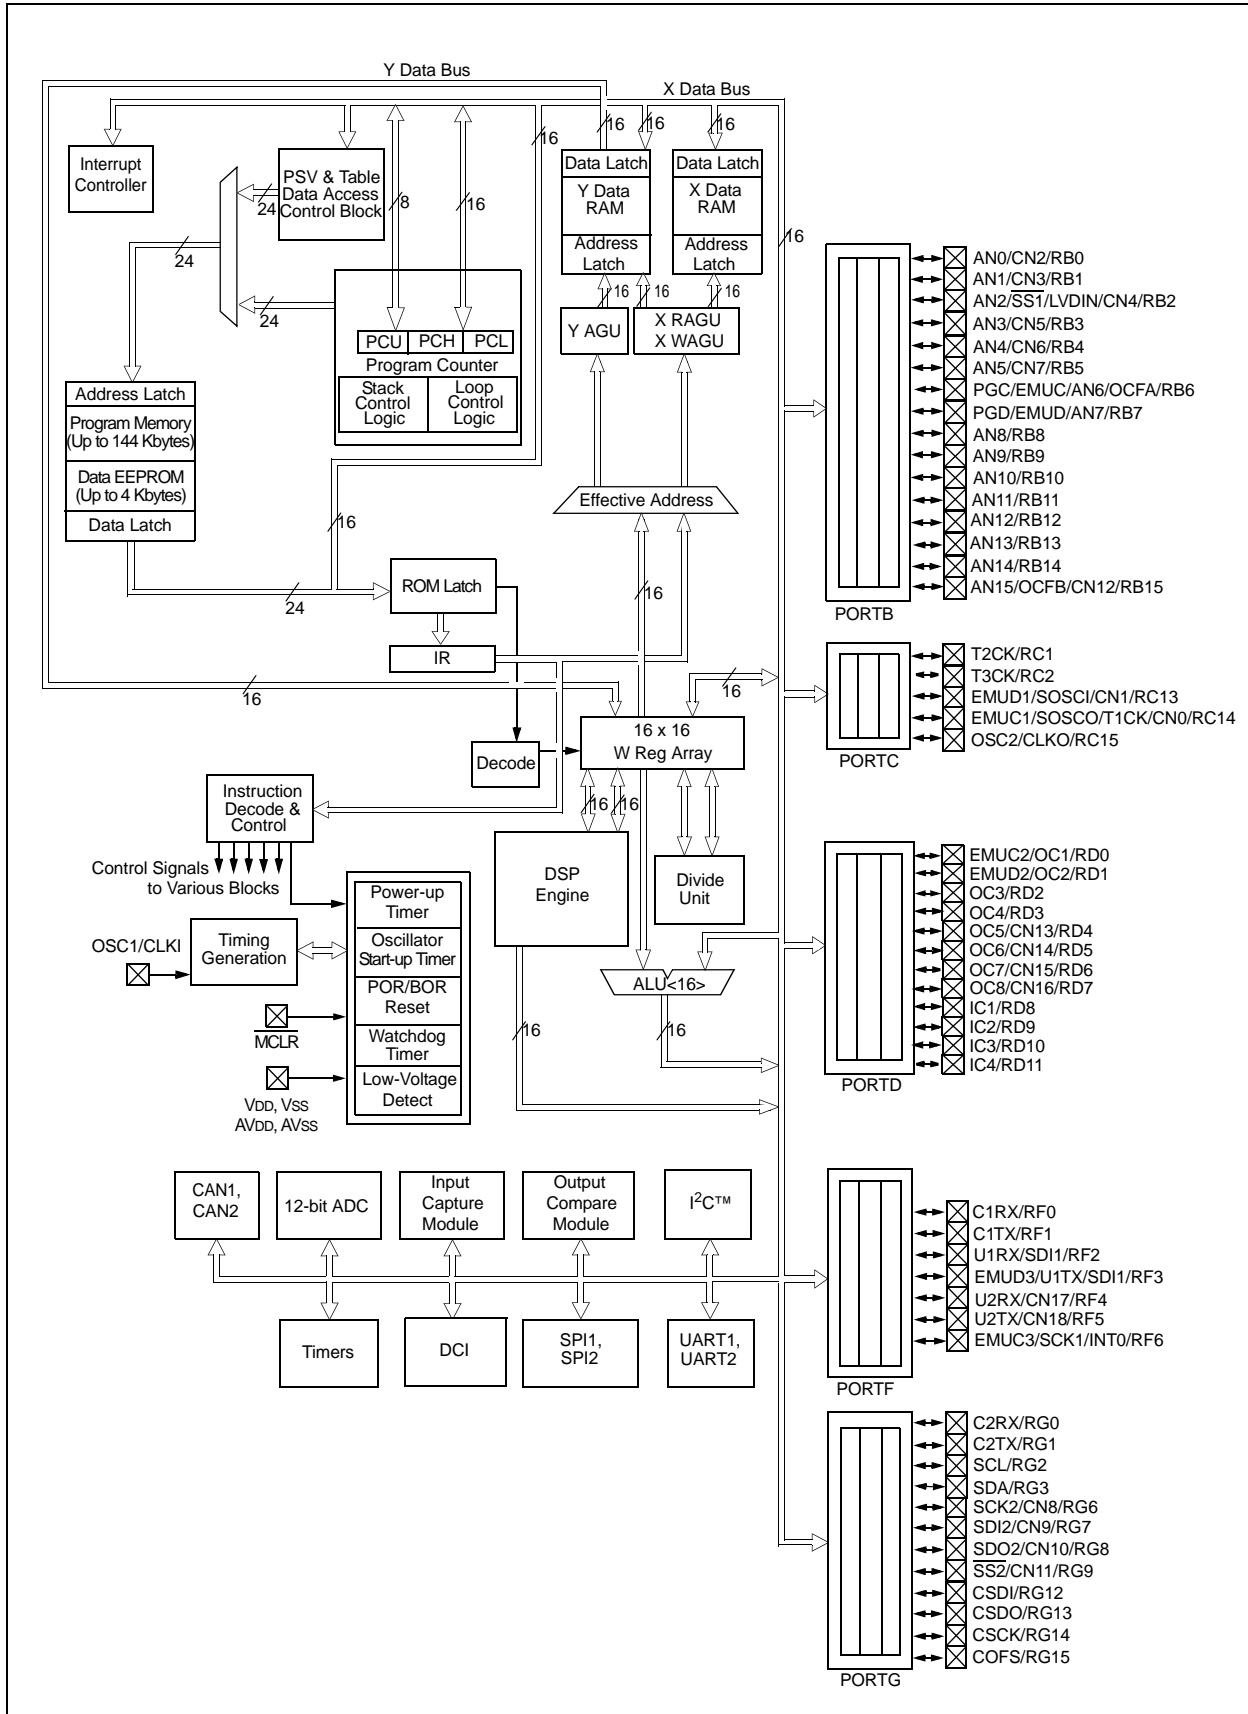 Y Data Bus
X Data Bus
16
16
16
16
Interrupt
Controller
PSV & Table
Data Access
Control Block
24
8
16
Data Latch
Y Data
RAM
Address
Latch
Data Latch
X Data
RAM
Address
Latch
16
24
24
16
16
16
Y AGU
X RAGU
X WAGU
PCU
PCH
PCL
Program Counter
Stack
Control
Logic
Loop
Control
Logic
Address Latch
Program Memory
(Up to 144 Kbytes)
Data EEPROM
(Up to 4 Kbytes)
Data Latch
Effective Address
16
24
16
ROM Latch
IR
16
16
16 x 16
W Reg Array
Decode
Instruction
Decode &
Control
16
16
Control Signals
to Various Blocks
DSP
Engine
Divide
Unit
Power-up
Timer
Oscillator
Start-up Timer
POR/BOR
Reset
Watchdog
Timer
Low-Voltage
Detect
OSC1/CLKI
Timing
Generation
MCLR
VDD, VSS
AVDD, AVSS
ALU<16>
16
16
CAN1,
CAN2
12-bit ADC
Input
Capture
Module
Output
Compare
Module
I2C™
Timers
DCI
SPI1,
SPI2
UART1,
UART2
AN0/CN2/RB0
AN1/CN3/RB1
AN2/SS1/LVDIN/CN4/RB2
AN3/CN5/RB3
AN4/CN6/RB4
AN5/CN7/RB5
PGC/EMUC/AN6/OCFA/RB6
PGD/EMUD/AN7/RB7
AN8/RB8
AN9/RB9
AN10/RB10
AN11/RB11
AN12/RB12
AN13/RB13
AN14/RB14
AN15/OCFB/CN12/RB15
PORTB
T2CK/RC1
T3CK/RC2
EMUD1/SOSCI/CN1/RC13
EMUC1/SOSCO/T1CK/CN0/RC14
OSC2/CLKO/RC15
PORTC
EMUC2/OC1/RD0
EMUD2/OC2/RD1
OC3/RD2
OC4/RD3
OC5/CN13/RD4
OC6/CN14/RD5
OC7/CN15/RD6
OC8/CN16/RD7
IC1/RD8
IC2/RD9
IC3/RD10
IC4/RD11
PORTD
C1RX/RF0
C1TX/RF1
U1RX/SDI1/RF2
EMUD3/U1TX/SDI1/RF3
U2RX/CN17/RF4
U2TX/CN18/RF5
EMUC3/SCK1/INT0/RF6
PORTF
C2RX/RG0
C2TX/RG1
SCL/RG2
SDA/RG3
SCK2/CN8/RG6
SDI2/CN9/RG7
SDO2/CN10/RG8
SS2/CN11/RG9
CSDI/RG12
CSDO/RG13
CSCK/RG14
COFS/RG15
PORTG